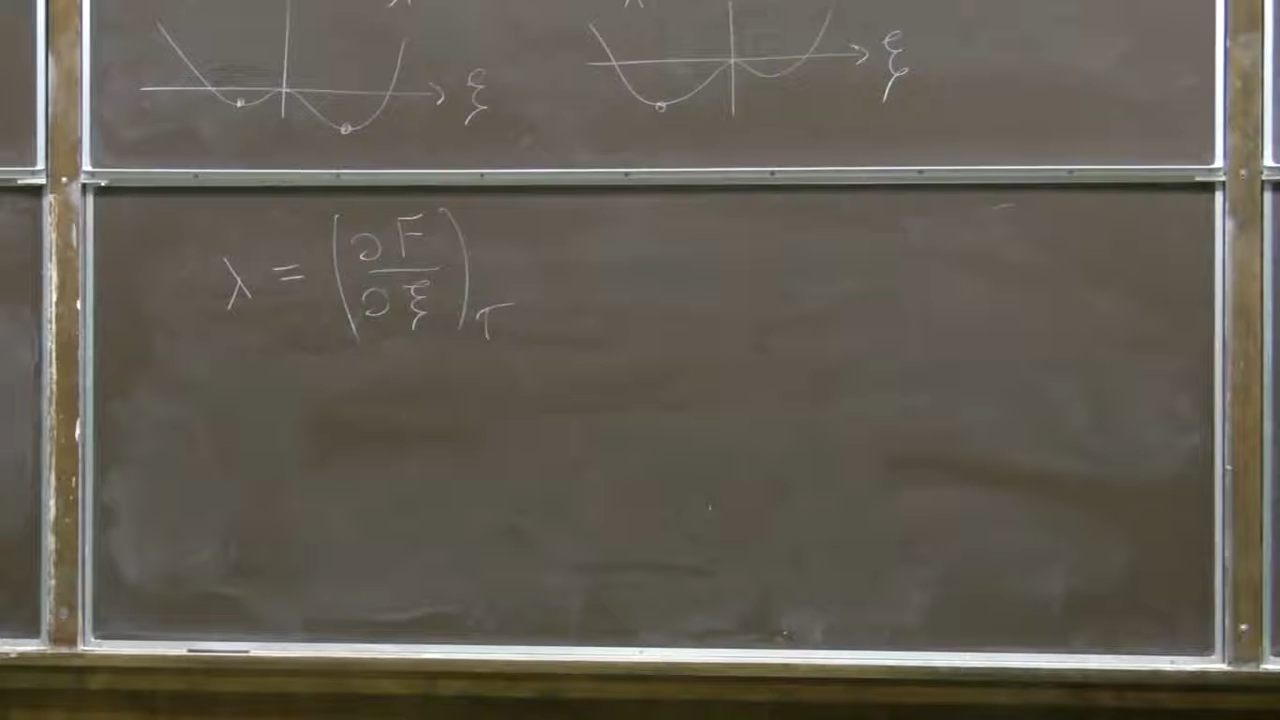 ξ ξ
λ = (∂F/∂ξ)_T